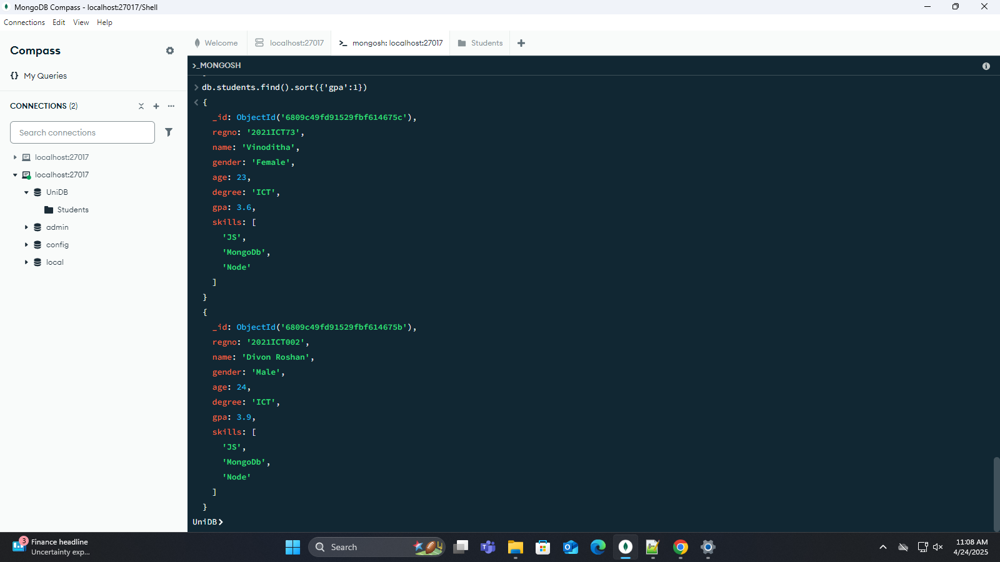 MongoDB Compass - localhost:27017/Shell
Connections Edit View Help
Compass
My Queries
CONNECTIONS (2)
Search connections
localhost:27017
localhost:27017
UniDB
Students
admin
config
local
Welcome
localhost:27017
mongosh: localhost:27017
Students
>_MONGOSH
db.students.find().sort({'gpa':1})
{
_id: ObjectId('6809c49fd91529fbf614675c'),
regno: '2021ICT73',
name: 'Vinoditha',
gender: 'Female',
age: 23,
degree: 'ICT',
gpa: 3.6,
skills: [
'JS',
'MongoDb',
'Node'
]
}
{
_id: ObjectId('6809c49fd91529fbf614675b'),
regno: '2021ICT002',
name: 'Divon Roshan',
gender: 'Male',
age: 24,
degree: 'ICT',
gpa: 3.9,
skills: [
'JS',
'MongoDb',
'Node'
]
}
UniDB>
3
Finance headline
Uncertainty exp...
Search
11:08 AM
4/24/2025